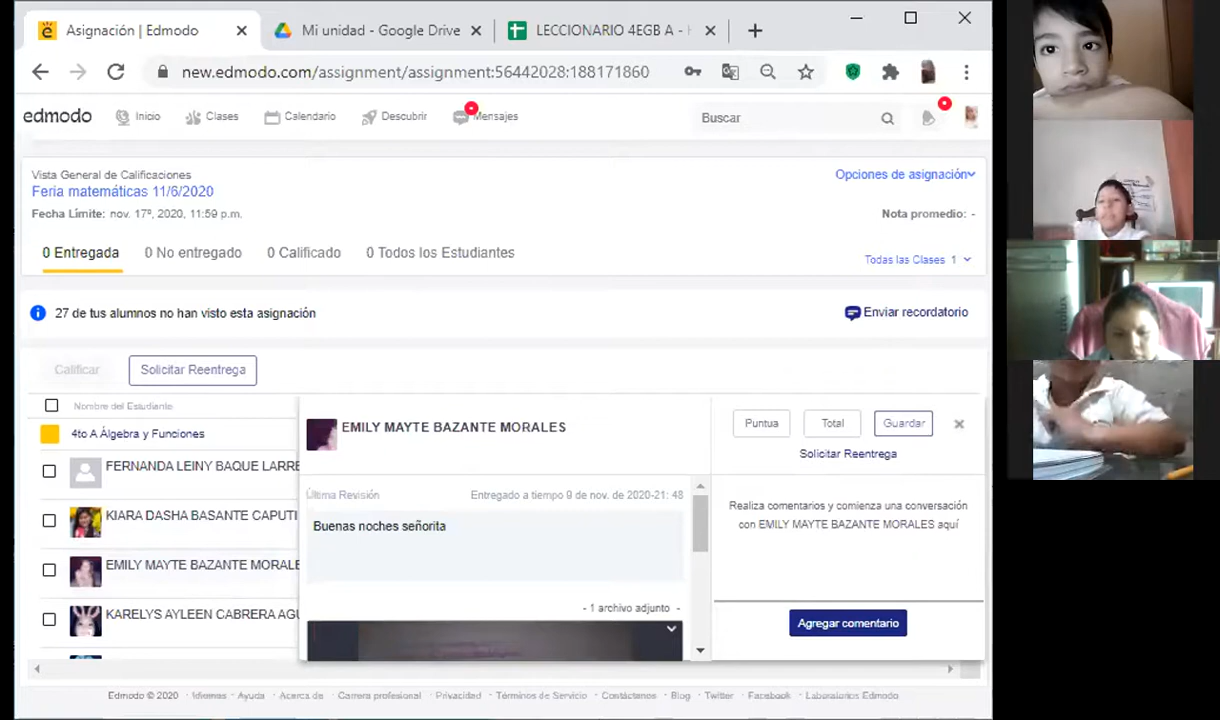 Asignación | Edmodo
Mi unidad - Google Drive
LECCIONARIO 4EGB A -
new.edmodo.com/assignment/assignment:56442028:188171860
edmodo
Inicio
Clases
Calendario
Descubrir
Mensajes
Buscar
Vista General de Calificaciones
Feria matemáticas 11/6/2020
Fecha Límite: nov. 17º, 2020, 11:59 p.m.
Opciones de asignación
Nota promedio: -
0 Entregada
0 No entregado
0 Calificado
0 Todos los Estudiantes
Todas las Clases 1
27 de tus alumnos no han visto esta asignación
Enviar recordatorio
Calificar
Solicitar Reentrega
Nombre del Estudiante
4to A Álgebra y Funciones
FERNANDA LEINY BAQUE LARRE
KIARA DASHA BASANTE CAPUTI
EMILY MAYTE BAZANTE MORALE
KARELYS AYLEEN CABRERA AGU
EMILY MAYTE BAZANTE MORALES
Última Revisión
Entregado a tiempo 9 de nov. de 2020-21: 48
Buenas noches señorita
- 1 archivo adjunto -
Puntua
Total
Guardar
Solicitar Reentrega
Realiza comentarios y comienza una conversación
con EMILY MAYTE BAZANTE MORALES aquí
Agregar comentario
Edmodo © 2020 · Idiomas · Ayuda · Acerca de · Carrera profesional · Privacidad · Términos de Servicio · Contáctanos · Blog · Twitter · Facebook · Laboratorios Edmodo